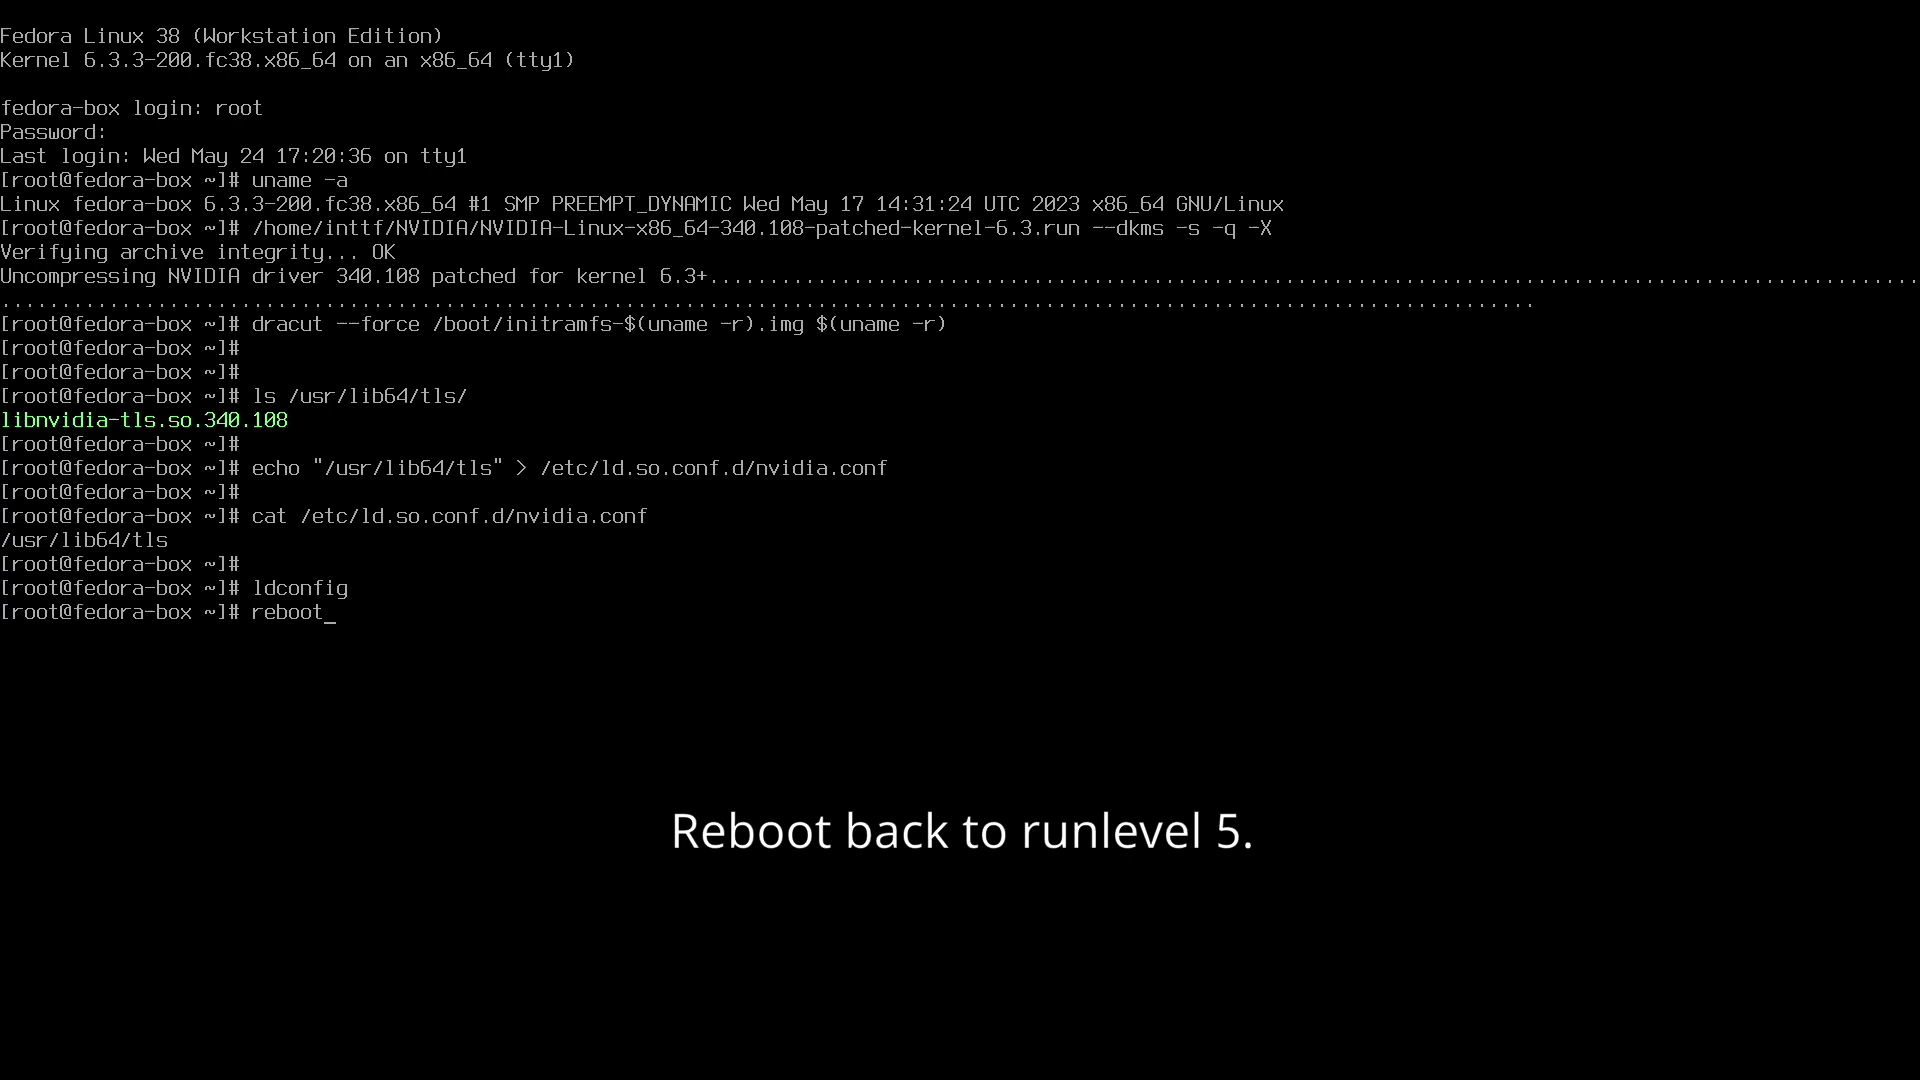 Fedora Linux 38 (Workstation Edition)
Kernel 6.3.3-200.fc38.x86_64 on an x86_64 (tty1)
fedora-box login: root
Password:
Last login: Wed May 24 17:20:36 on tty1
[root@fedora-box ~]# uname -a
Linux fedora-box 6.3.3-200.fc38.x86_64 #1 SMP PREEMPT_DYNAMIC Wed May 17 14:31:24 UTC 2023 x86_64 GNU/Linux
[root@fedora-box ~]# /home/inttf/NVIDIA/NVIDIA-Linux-x86_64-340.108-patched-kernel-6.3.run --dkms -s -q -X
Verifying archive integrity... OK
Uncompressing NVIDIA driver 340.108 patched for kernel 6.3+.....................................................................................................
................................................................................................................................
[root@fedora-box ~]# dracut --force /boot/initramfs-$(uname -r).img $(uname -r)
[root@fedora-box ~]#
[root@fedora-box ~]#
[root@fedora-box ~]# ls /usr/lib64/tls/
libnvidia-tls.so.340.108
[root@fedora-box ~]#
[root@fedora-box ~]# echo "/usr/lib64/tls" > /etc/ld.so.conf.d/nvidia.conf
[root@fedora-box ~]#
[root@fedora-box ~]# cat /etc/ld.so.conf.d/nvidia.conf
/usr/lib64/tls
[root@fedora-box ~]#
[root@fedora-box ~]# ldconfig
[root@fedora-box ~]# reboot_
Reboot back to runlevel 5.